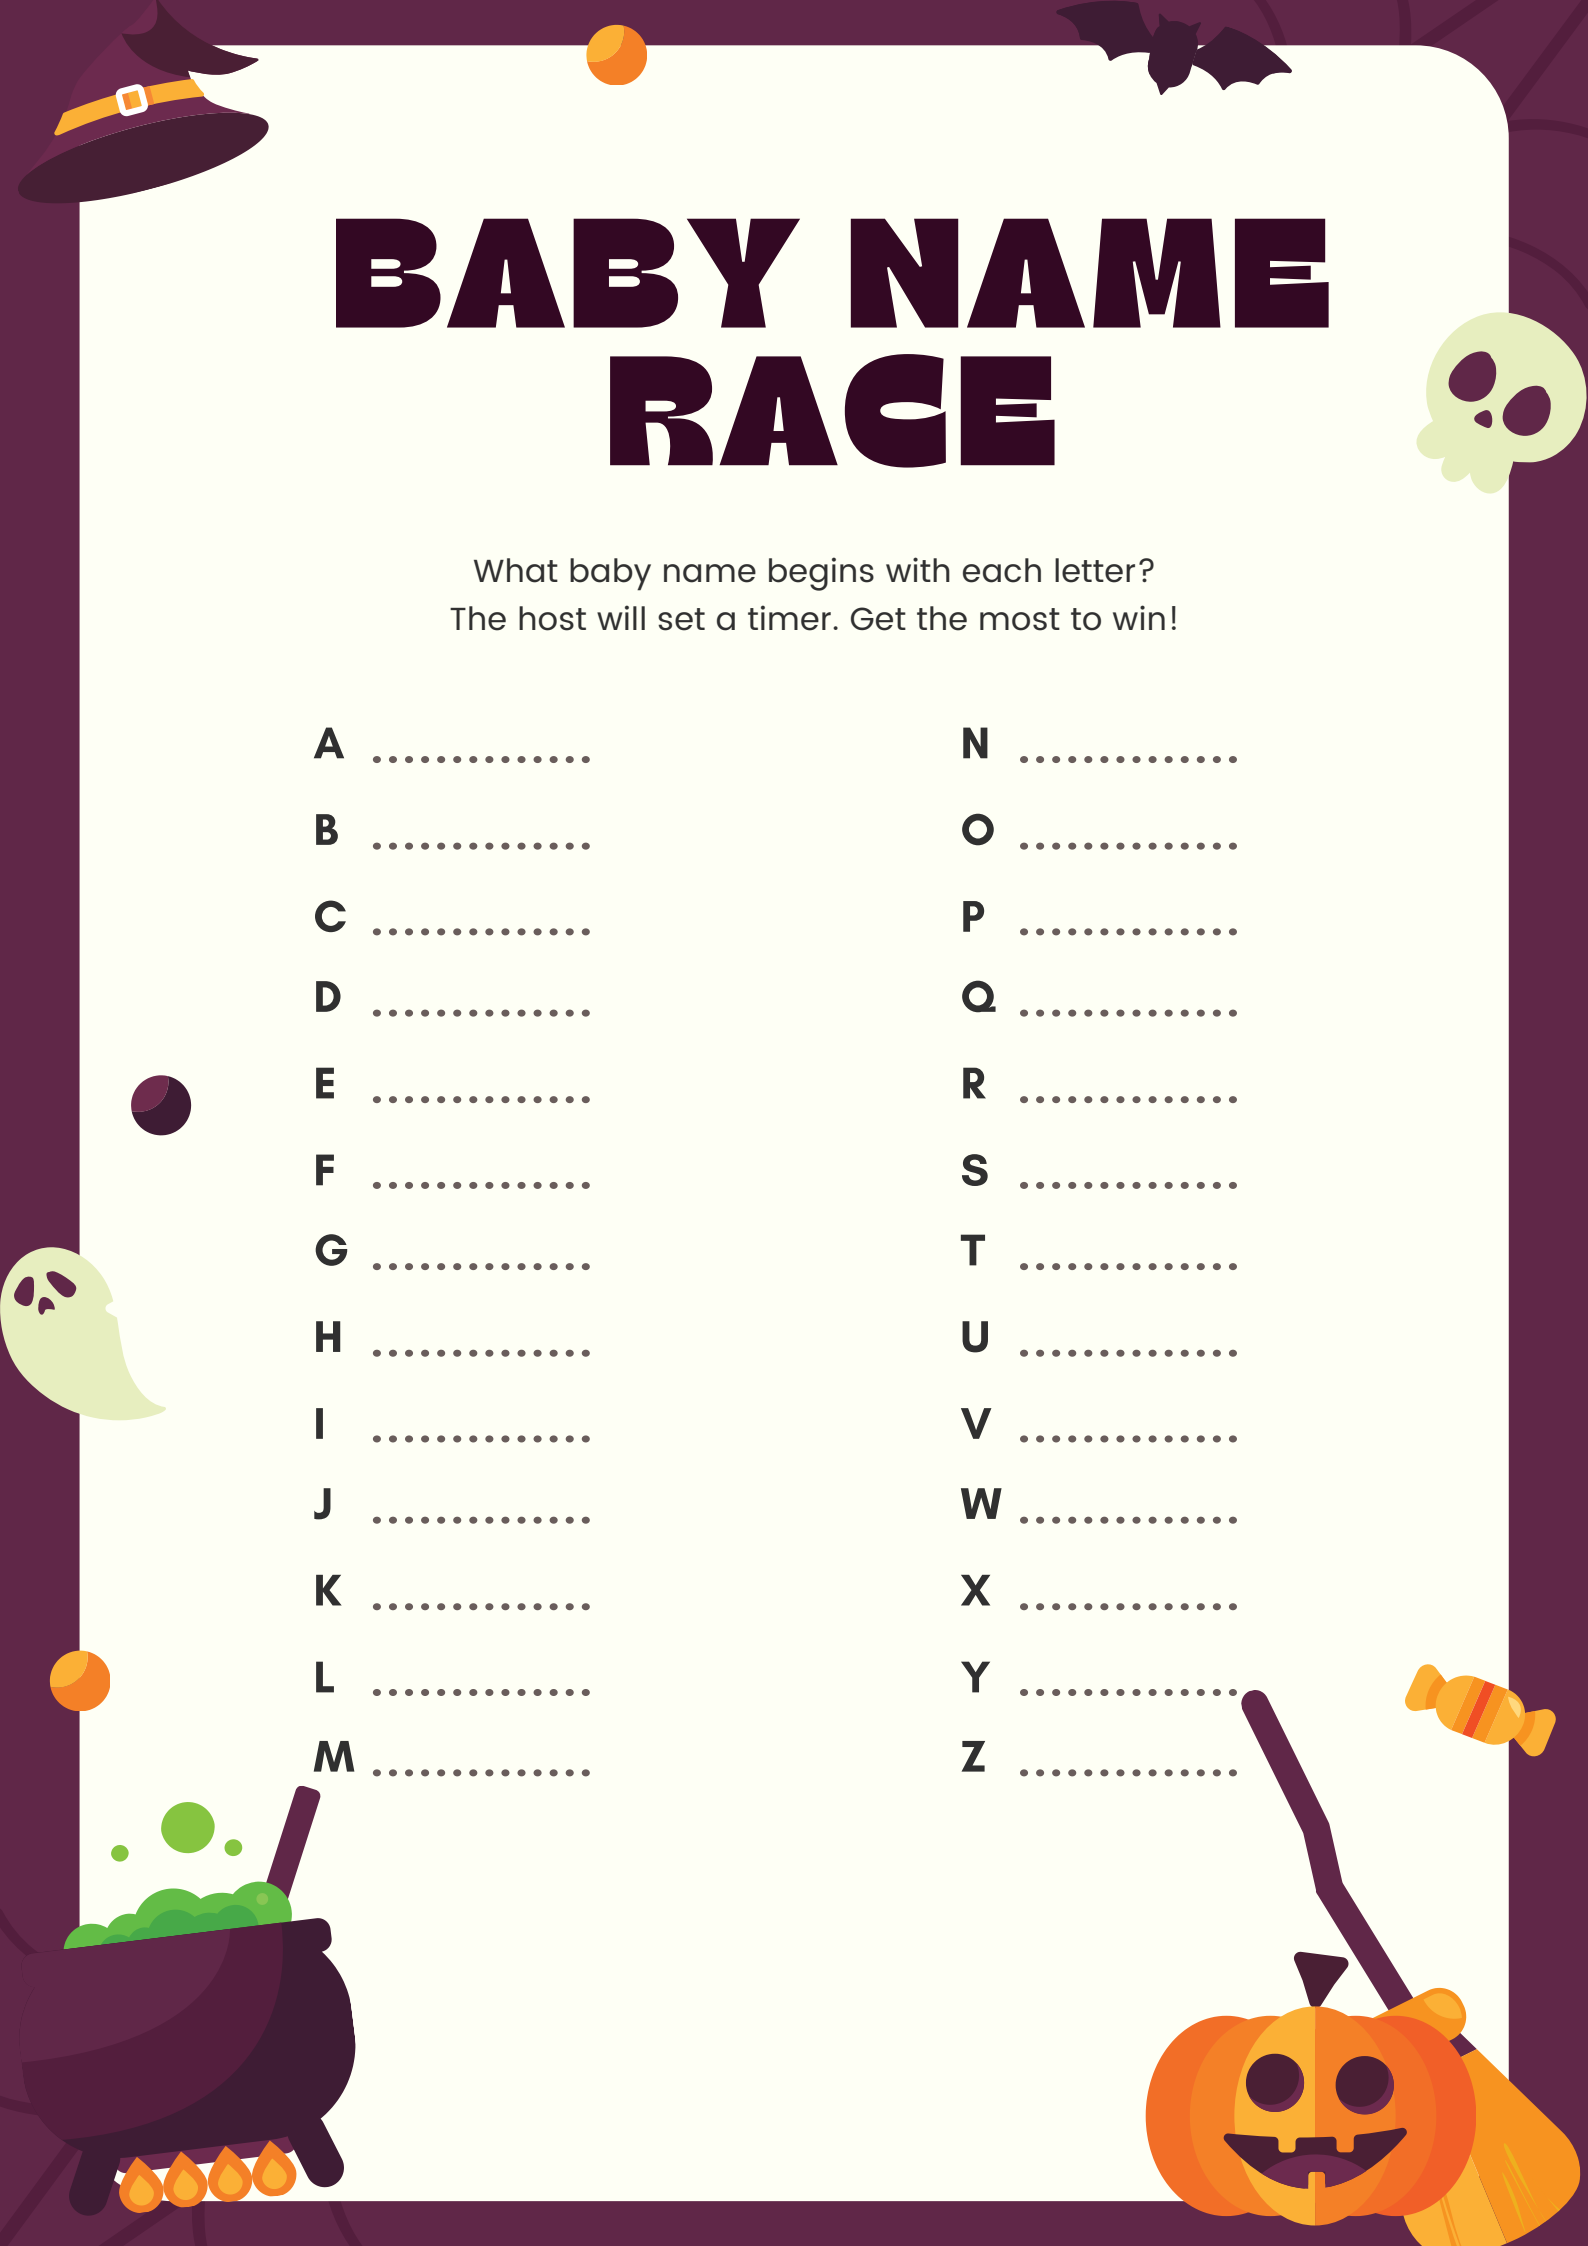 BABY NAME
RACE
What baby name begins with each letter?
The host will set a timer. Get the most to win!
A .............
B .............
C .............
D .............
E .............
F .............
G .............
H .............
I .............
J .............
K .............
L .............
M .............
N .............
O .............
P .............
Q .............
R .............
S .............
T .............
U .............
V .............
W .............
X .............
Y .............
Z .............